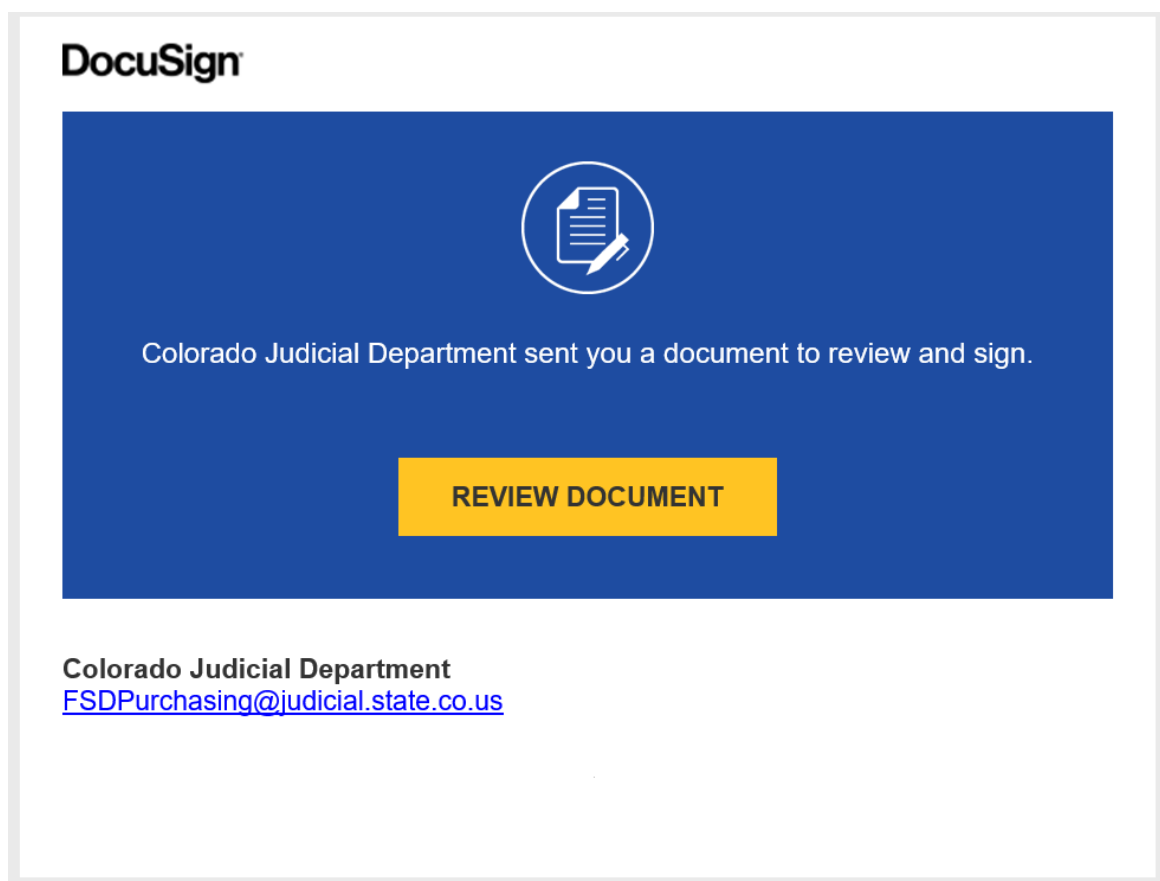 DocuSign
Colorado Judicial Department sent you a document to review and sign.
REVIEW DOCUMENT
Colorado Judicial Department
FSDPurchasing@judicial.state.co.us